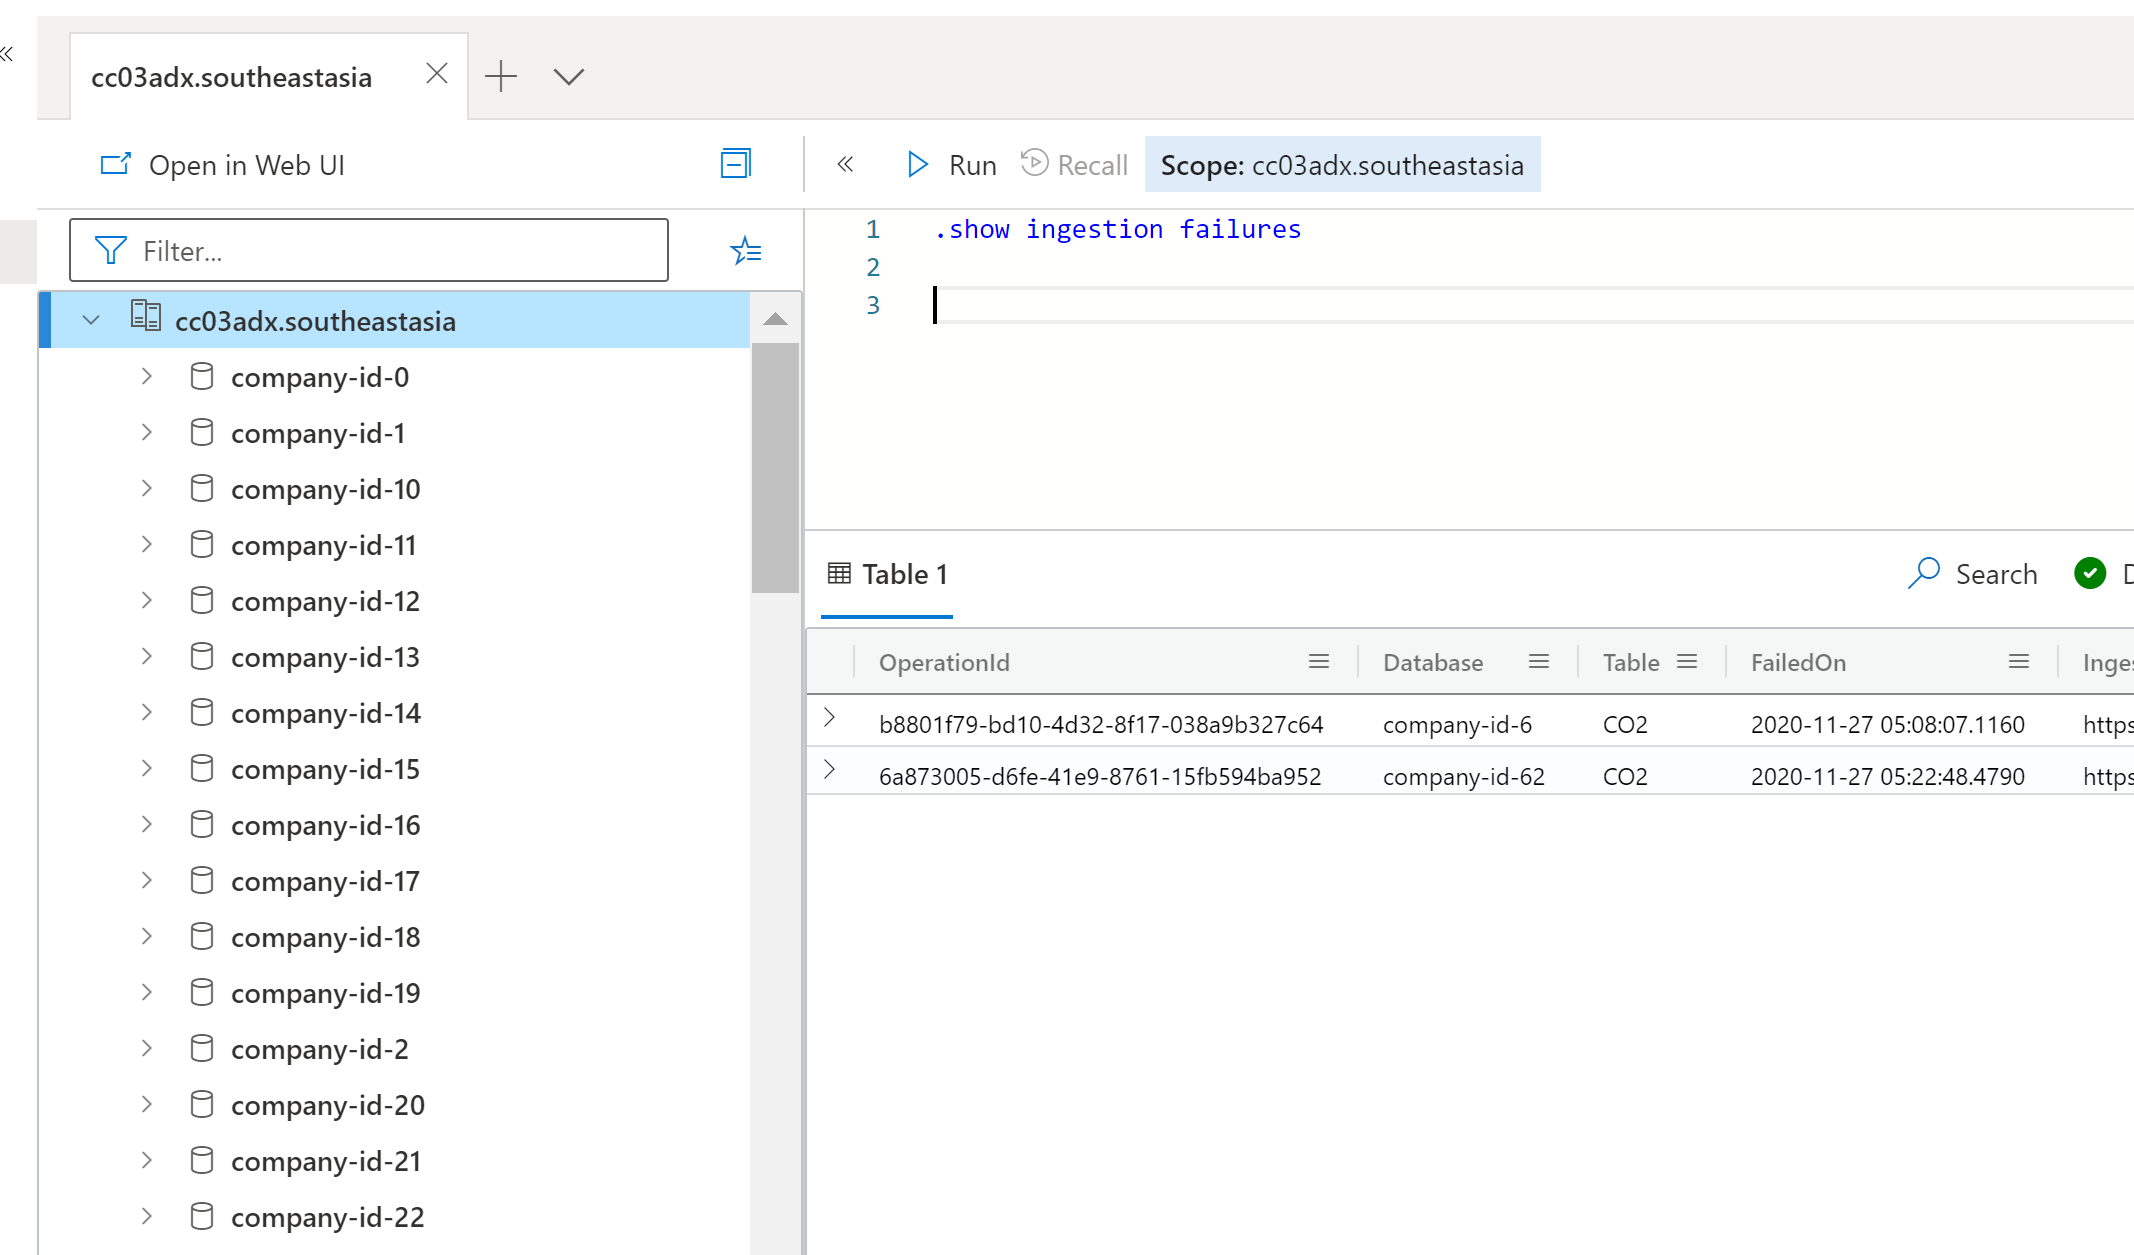 cc03adx.southeastasia
Open in Web UI
Run Recall Scope: cc03adx.southeastasia
Filter...
cc03adx.southeastasia
company-id-0
company-id-1
company-id-10
company-id-11
company-id-12
company-id-13
company-id-14
company-id-15
company-id-16
company-id-17
company-id-18
company-id-19
company-id-2
company-id-20
company-id-21
company-id-22
1 .show ingestion failures
2
3
Table 1 Search
OperationId Database Table FailedOn
b8801f79-bd10-4d32-8f17-038a9b327c64 company-id-6 CO2 2020-11-27 05:08:07.1160 https
6a873005-d6fe-41e9-8761-15fb594ba952 company-id-62 CO2 2020-11-27 05:22:48.4790 https